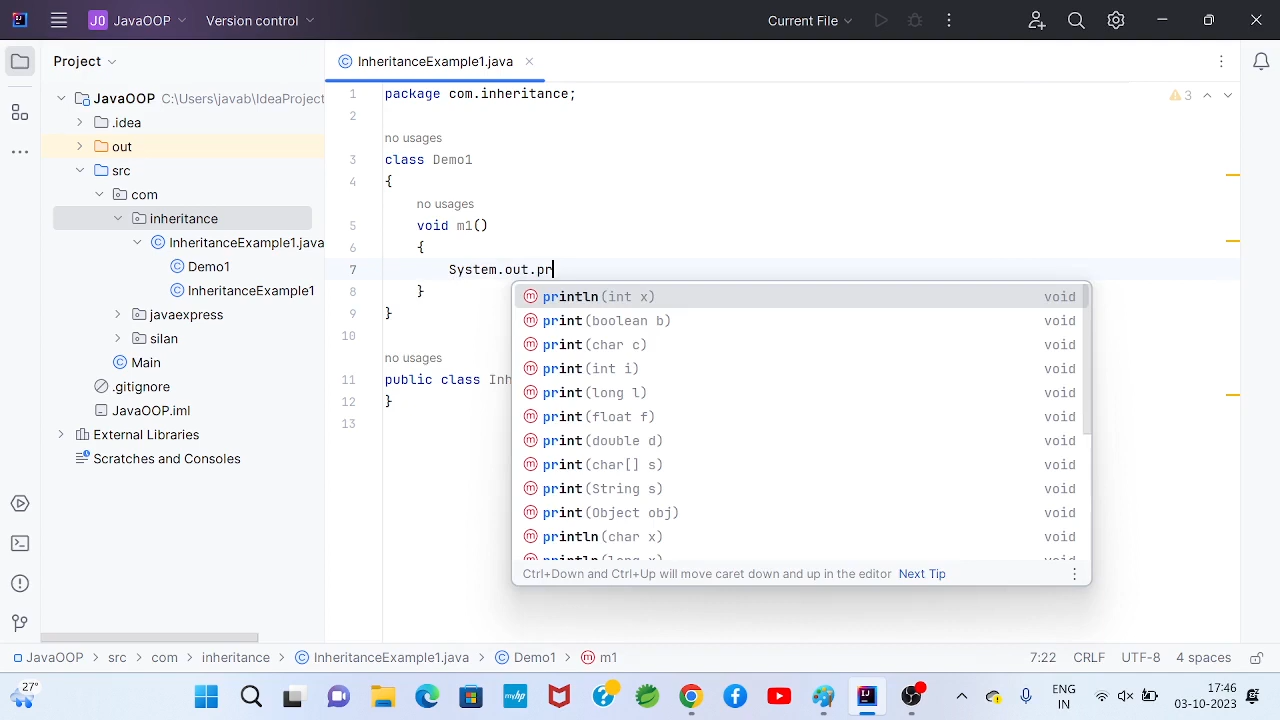 JO JavaOOP Version control Current File
Project
InheritanceExample1.java
JavaOOP C:\Users\javab\IdeaProject
.idea
out
src
com
inheritance
InheritanceExample1.java
Demo1
InheritanceExample1
javaexpress
silan
Main
.gitignore
JavaOOP.iml
External Libraries
Scratches and Consoles
3
1 package com.inheritance;
2
no usages
3 class Demo1
4 {
no usages
5 void m1()
6 {
7 System.out.pr
8 }
9 }
10
no usages
11 public class Inh
12 }
13
println(int x) void
print(boolean b) void
print(char c) void
print(int i) void
print(long l) void
print(float f) void
print(double d) void
print(char[] s) void
print(String s) void
print(Object obj) void
println(char x) void
println(long x) void
Ctrl+Down and Ctrl+Up will move caret down and up in the editor Next Tip
JavaOOP > src > com > inheritance > InheritanceExample1.java > Demo1 > m1
7:22 CRLF UTF-8 4 spaces
27°
myhp
ENG
IN
17:46
03-10-2023